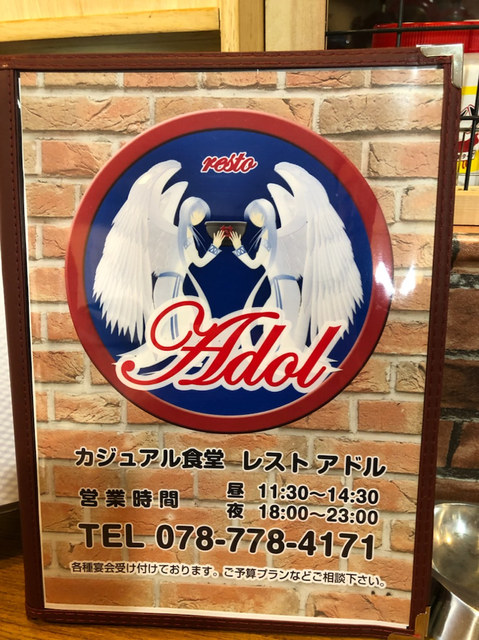 resto
Adol
カジュアル食堂 レスト アドル
営業時間 昼 11:30～14:30
夜 18:00～23:00
TEL 078-778-4171
各種宴会受け付けております。ご予算プランなどご相談下さい。